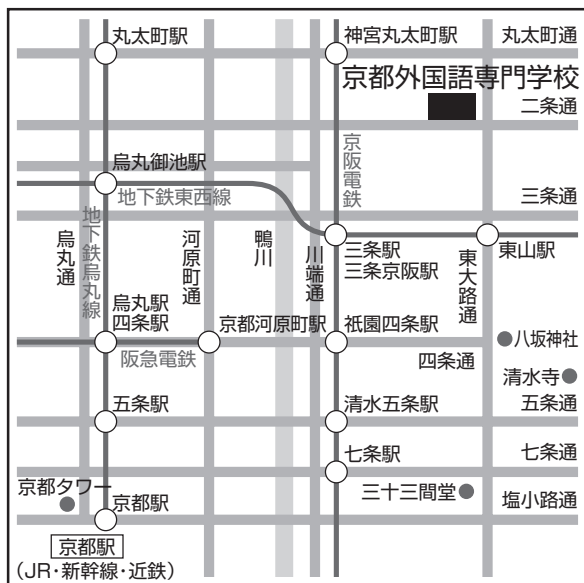 丸太町駅
神宮丸太町駅
丸太町通
京都外国語専門学校
二条通
京阪電鉄
烏丸御池駅
地下鉄東西線
三条通
烏丸通
地下鉄烏丸線
河原町通
鴨川
川端通
三条駅
三条京阪駅
東大路通
東山駅
烏丸駅
四条駅
京都河原町駅
祇園四条駅
八坂神社
阪急電鉄
四条通
清水寺
五条駅
清水五条駅
五条通
七条駅
七条通
京都タワー
京都駅
三十三間堂
塩小路通
京都駅
(JR・新幹線・近鉄)